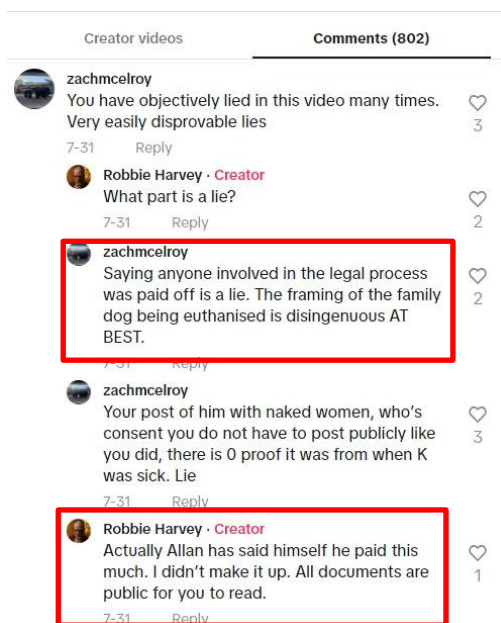 Creator videos Comments (802)
zachmcelroy
You have objectively lied in this video many times.
Very easily disprovable lies
3
7-31 Reply
Robbie Harvey · Creator
What part is a lie?
7-31 Reply
2
zachmcelroy
Saying anyone involved in the legal process
was paid off is a lie. The framing of the family
dog being euthanised is disingenuous AT
BEST.
2
7-31 Reply
zachmcelroy
Your post of him with naked women, who's
consent you do not have to post publicly like
you did, there is 0 proof it was from when K
was sick. Lie
3
7-31 Reply
Robbie Harvey · Creator
Actually Allan has said himself he paid this
much. I didn't make it up. All documents are
public for you to read.
1
7-31 Reply